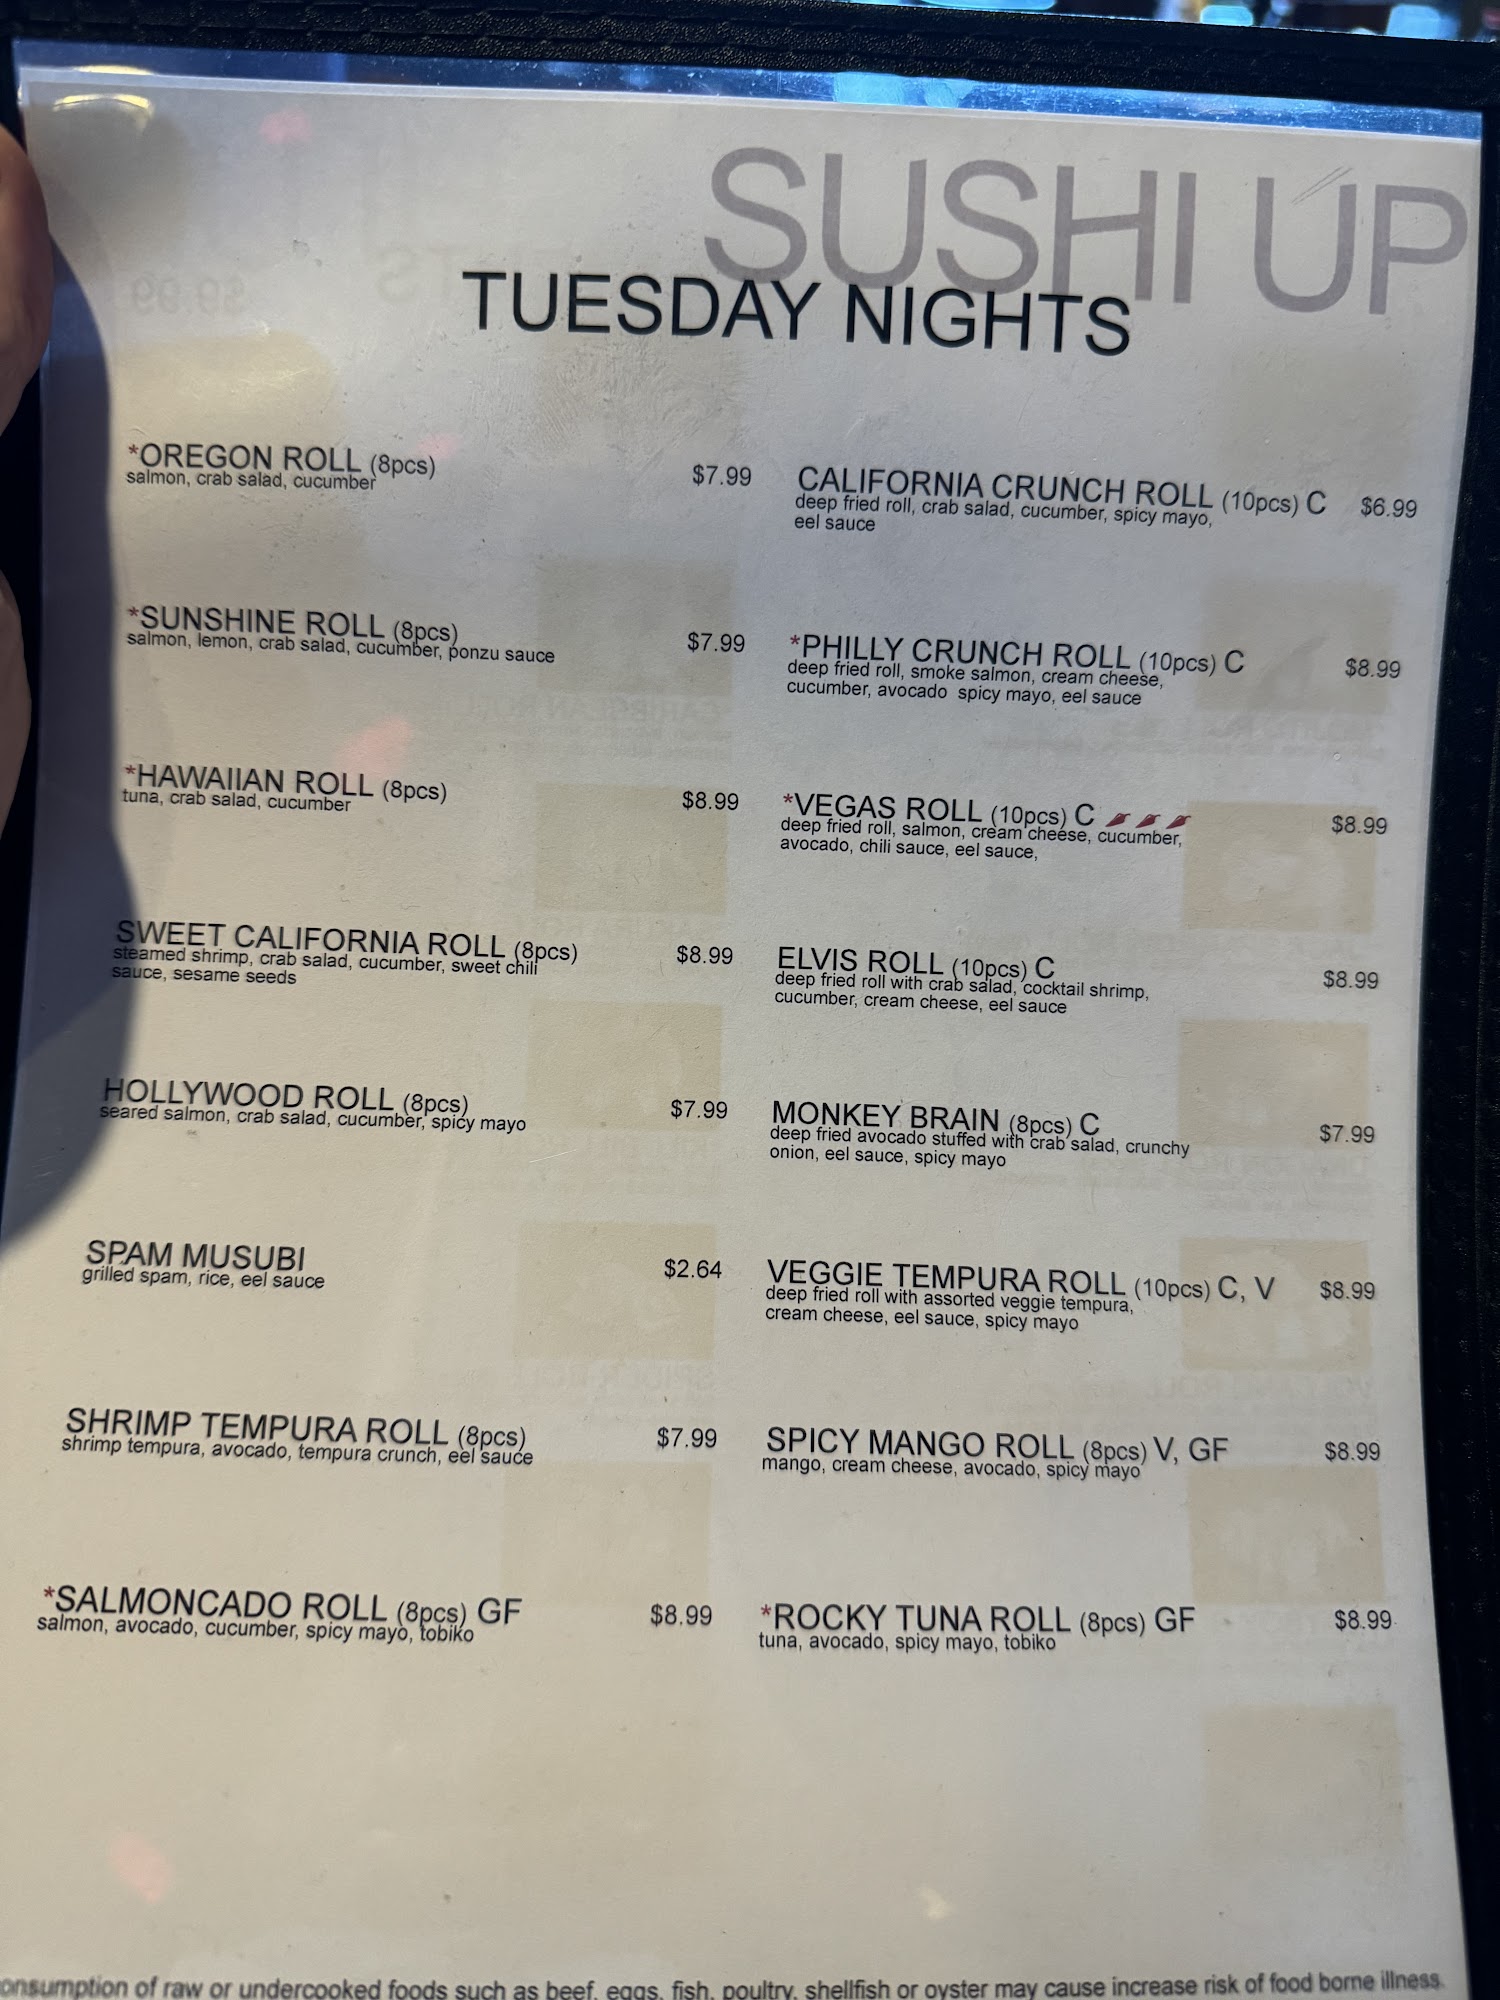 SUSHI UP
TUESDAY NIGHTS
*OREGON ROLL (8pcs) $7.99
salmon, crab salad, cucumber
*SUNSHINE ROLL (8pcs) $7.99
salmon, lemon, crab salad, cucumber, ponzu sauce
*HAWAIIAN ROLL (8pcs) $8.99
tuna, crab salad, cucumber
SWEET CALIFORNIA ROLL (8pcs) $8.99
steamed shrimp, crab salad, cucumber, sweet chili
sauce, sesame seeds
HOLLYWOOD ROLL (8pcs) $7.99
seared salmon, crab salad, cucumber, spicy mayo
SPAM MUSUBI $2.64
grilled spam, rice, eel sauce
SHRIMP TEMPURA ROLL (8pcs) $7.99
shrimp tempura, avocado, tempura crunch, eel sauce
*SALMONCADO ROLL (8pcs) GF $8.99
salmon, avocado, cucumber, spicy mayo, tobiko
CALIFORNIA CRUNCH ROLL (10pcs) C $6.99
deep fried roll, crab salad, cucumber, spicy mayo,
eel sauce
*PHILLY CRUNCH ROLL (10pcs) C $8.99
deep fried roll, smoke salmon, cream cheese,
cucumber, avocado spicy mayo, eel sauce
*VEGAS ROLL (10pcs) C $8.99
deep fried roll, salmon, cream cheese, cucumber,
avocado, chili sauce, eel sauce,
ELVIS ROLL (10pcs) C $8.99
deep fried roll with crab salad, cocktail shrimp,
cucumber, cream cheese, eel sauce
MONKEY BRAIN (8pcs) C $7.99
deep fried avocado stuffed with crab salad, crunchy
onion, eel sauce, spicy mayo
VEGGIE TEMPURA ROLL (10pcs) C, V $8.99
deep fried roll with assorted veggie tempura,
cream cheese, eel sauce, spicy mayo
SPICY MANGO ROLL (8pcs) V, GF $8.99
mango, cream cheese, avocado, spicy mayo
*ROCKY TUNA ROLL (8pcs) GF $8.99
tuna, avocado, spicy mayo, tobiko
onsumption of raw or undercooked foods such as beef, eggs, fish, poultry, shellfish or oyster may cause increase risk of food borne illness.